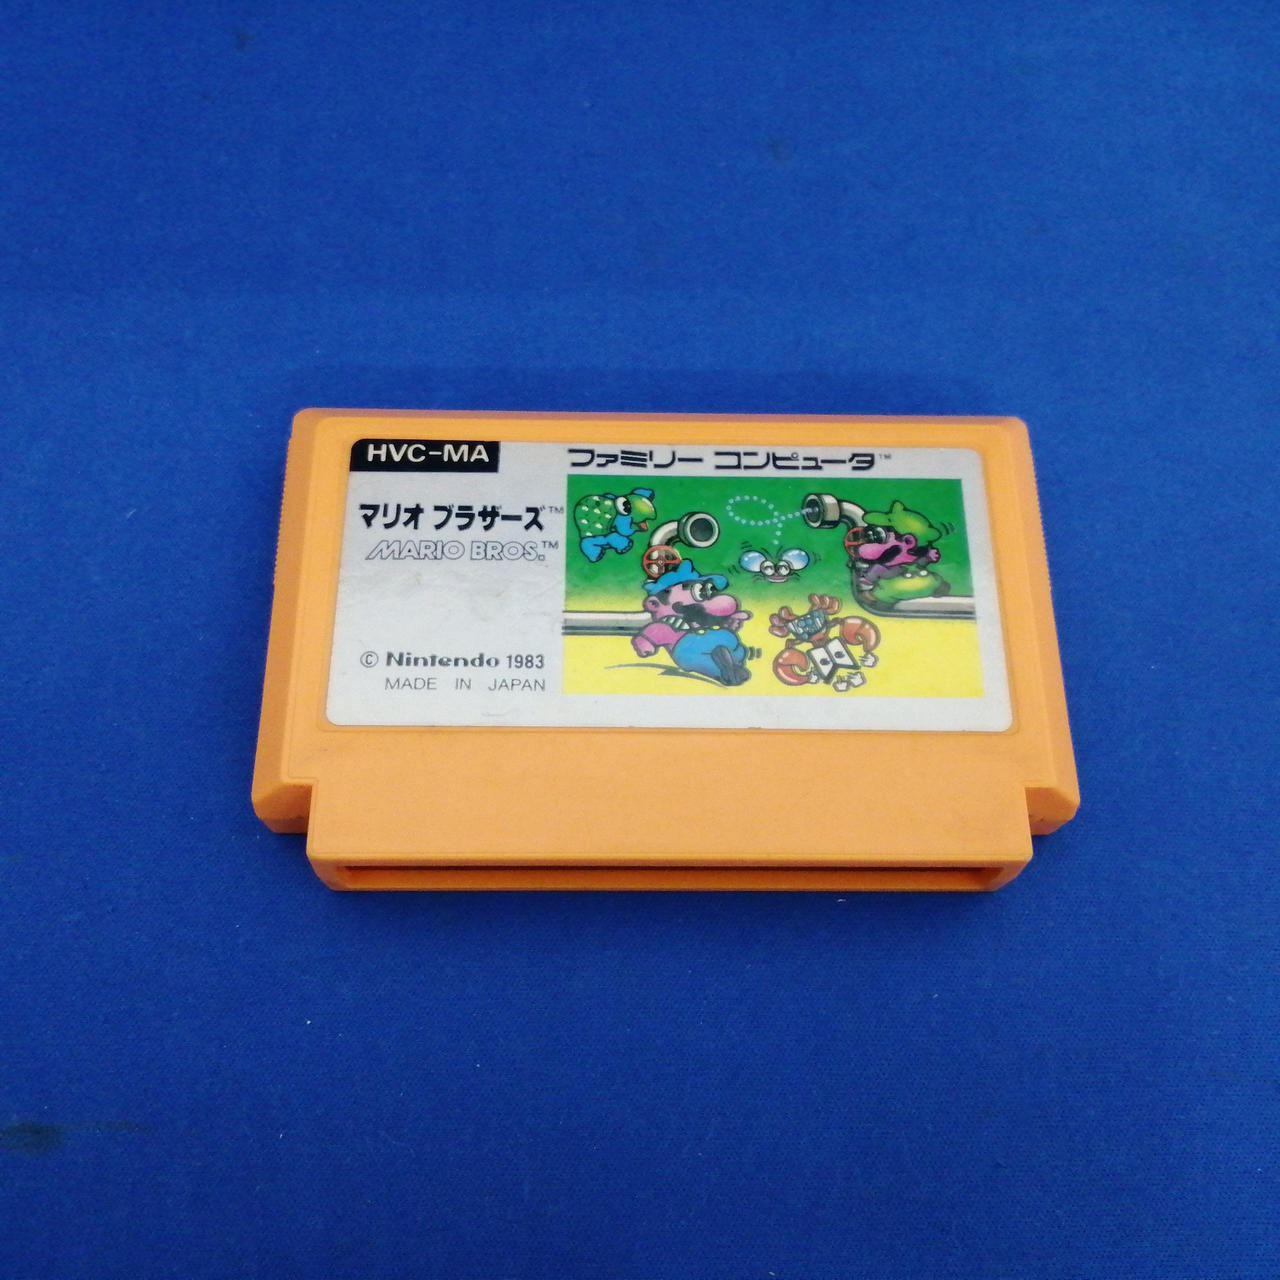 HVC-MA
ファミリー コンピュータ™
マリオ ブラザーズ™
MARIO BROS.™
© Nintendo 1983
MADE IN JAPAN